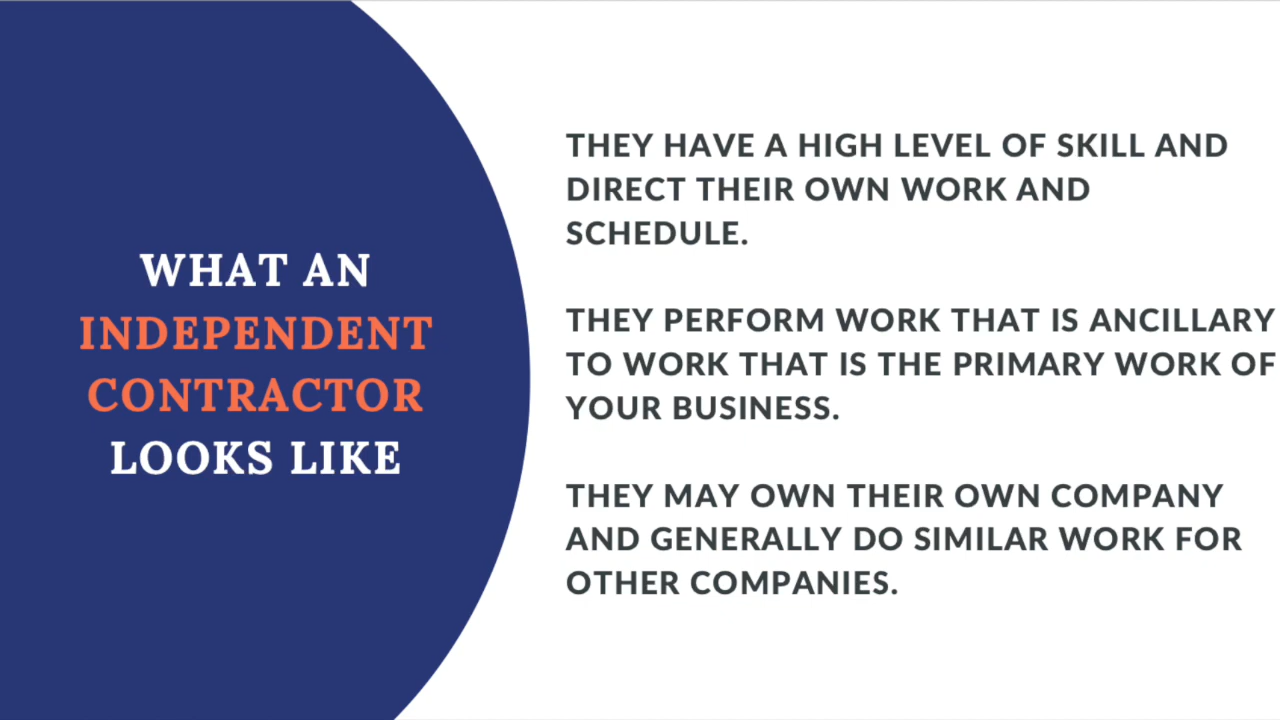 WHAT AN
INDEPENDENT
CONTRACTOR
LOOKS LIKE
THEY HAVE A HIGH LEVEL OF SKILL AND
DIRECT THEIR OWN WORK AND
SCHEDULE.
THEY PERFORM WORK THAT IS ANCILLARY
TO WORK THAT IS THE PRIMARY WORK OF
YOUR BUSINESS.
THEY MAY OWN THEIR OWN COMPANY
AND GENERALLY DO SIMILAR WORK FOR
OTHER COMPANIES.